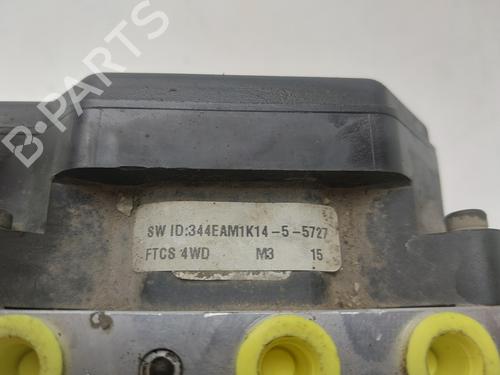 B-PARTS
SW ID:344EAM1K14-5-5727
FTCS 4WD M3 15